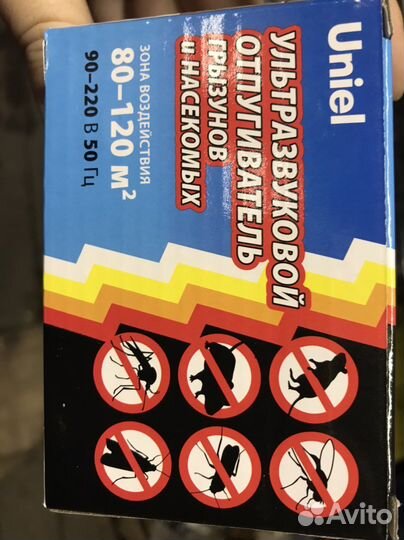 Uniel
УЛЬТРАЗВУКОВОЙ
ОТПУГИВАТЕЛЬ
ГРЫЗУНОВ
и НАСЕКОМЫХ
ЗОНА ВОЗДЕЙСТВИЯ
80–120 м²
90–220 В 50 Гц
Avito